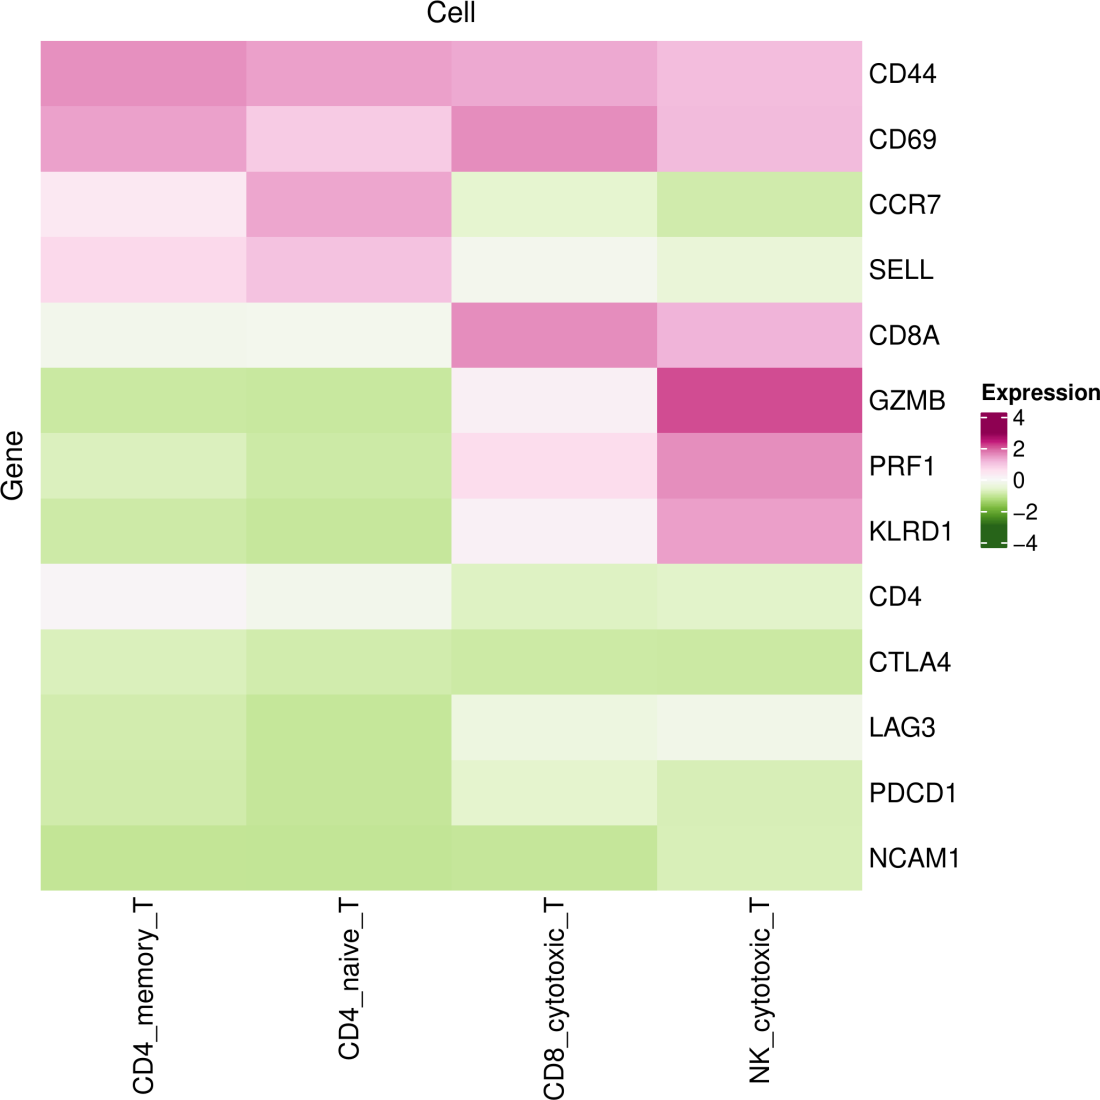 Cell
CD44
CD69
CCR7
SELL
CD8A
GZMB
PRF1
KLRD1
CD4
CTLA4
LAG3
PDCD1
NCAM1
Gene
CD4_memory_T
CD4_naive_T
CD8_cytotoxic_T
NK_cytotoxic_T
Expression
4
2
0
−2
−4